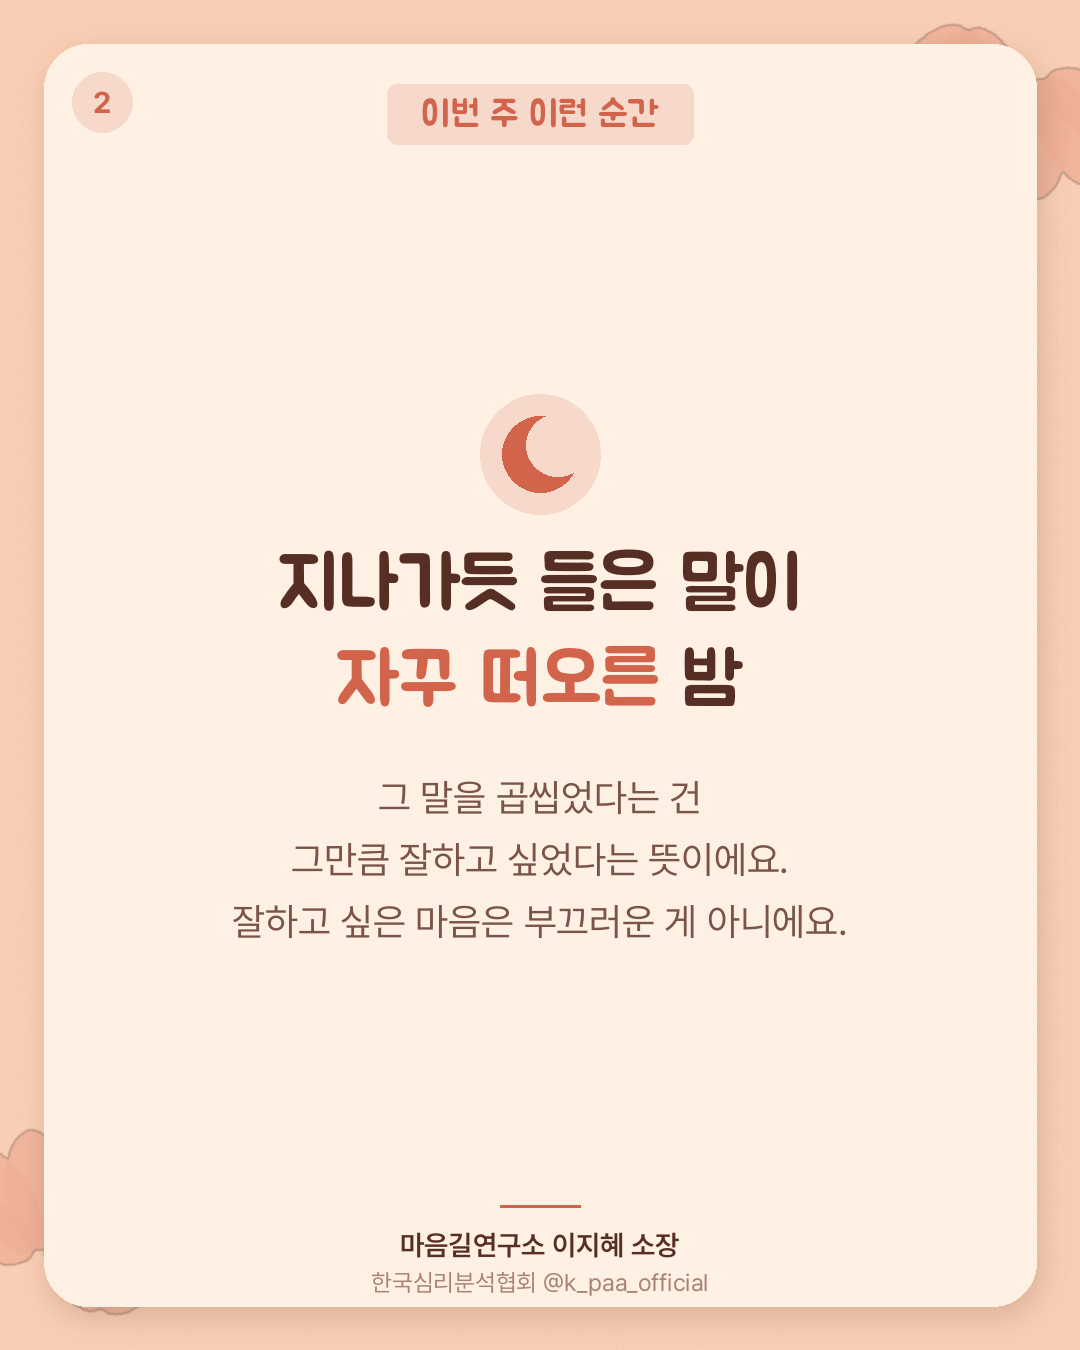 2
이번 주 이런 순간
지나가듯 들은 말이
자꾸 떠오른 밤
그 말을 곱씹었다는 건
그만큼 잘하고 싶었다는 뜻이에요.
잘하고 싶은 마음은 부끄러운 게 아니에요.
마음길연구소 이지혜 소장
한국심리분석협회 @k_paa_official